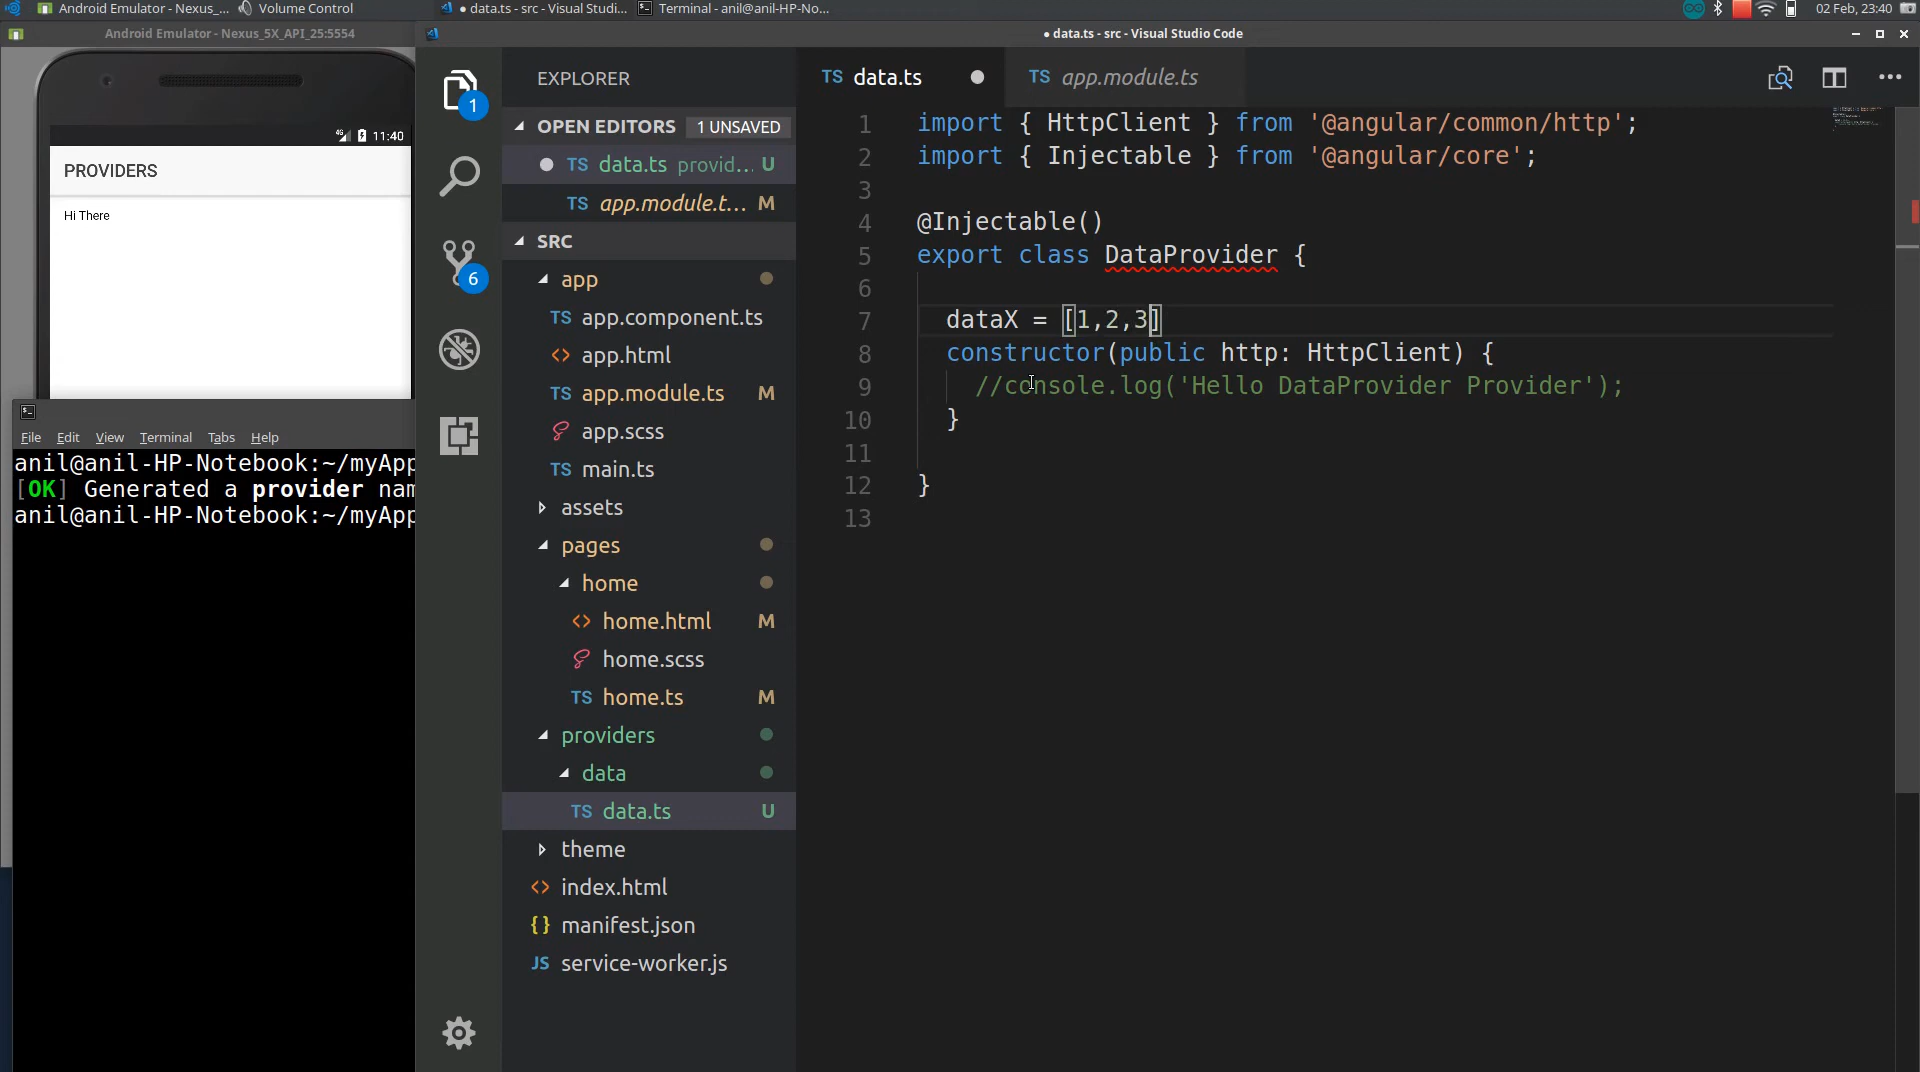 Android Emulator - Nexus_... Volume Control data.ts - src - Visual Studi... Terminal - anil@anil-HP-No... 02 Feb, 23:40
Android Emulator - Nexus_5X_API_25:5554
4G 11:40
PROVIDERS
Hi There
File Edit View Terminal Tabs Help
anil@anil-HP-Notebook:~/myApp
[OK] Generated a provider nam
anil@anil-HP-Notebook:~/myApp
● data.ts - src - Visual Studio Code
1
6
EXPLORER
OPEN EDITORS 1 UNSAVED
TS data.ts provid... U
TS app.module.t... M
SRC
app
TS app.component.ts
<> app.html
TS app.module.ts M
app.scss
TS main.ts
assets
pages
home
<> home.html M
home.scss
TS home.ts M
providers
data
TS data.ts U
theme
<> index.html
{ } manifest.json
JS service-worker.js
TS data.ts TS app.module.ts
1 import { HttpClient } from '@angular/common/http';
2 import { Injectable } from '@angular/core';
3
4 @Injectable()
5 export class DataProvider {
6
7 dataX = [1,2,3]
8 constructor(public http: HttpClient) {
9 //console.log('Hello DataProvider Provider');
10 }
11
12 }
13